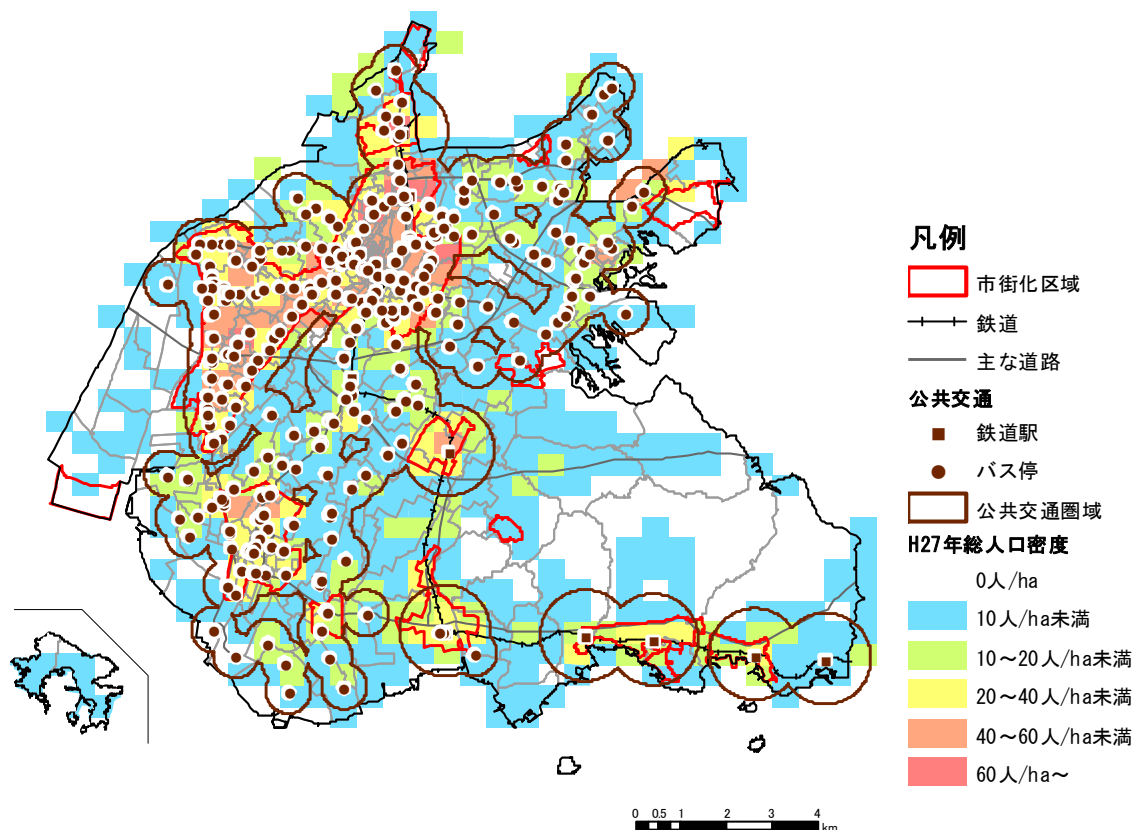 凡例
市街化区域
鉄道
主な道路
公共交通
鉄道駅
バス停
公共交通圏域
H27年総人口密度
0人/ha
10人/ha未満
10～20人/ha未満
20～40人/ha未満
40～60人/ha未満
60人/ha～
0 0.5 1 2 3 4
km